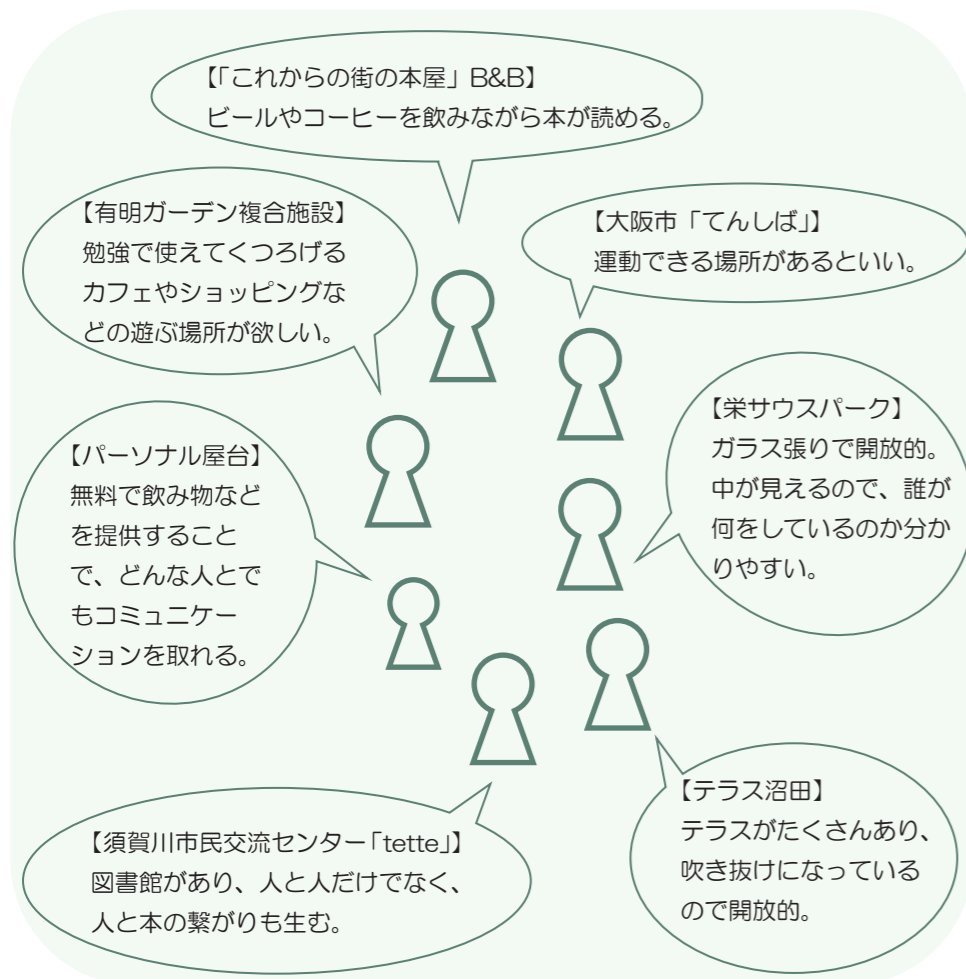 【「これからの街の本屋」B&B】
ビールやコーヒーを飲みながら本が読める。
【有明ガーデン複合施設】
勉強で使えてくつろげる
カフェやショッピングな
どの遊ぶ場所が欲しい。
【大阪市「てんしば」】
運動できる場所があるといい。
【パーソナル屋台】
無料で飲み物など
を提供すること
で、どんな人とで
もコミュニケー
ションを取れる。
【栄サウスパーク】
ガラス張りで開放的。
中が見えるので、誰が
何をしているのか分か
りやすい。
【須賀川市民交流センター「tette」】
図書館があり、人と人だけでなく、
人と本の繋がりも生む。
【テラス沼田】
テラスがたくさんあり、
吹き抜けになっている
ので開放的。